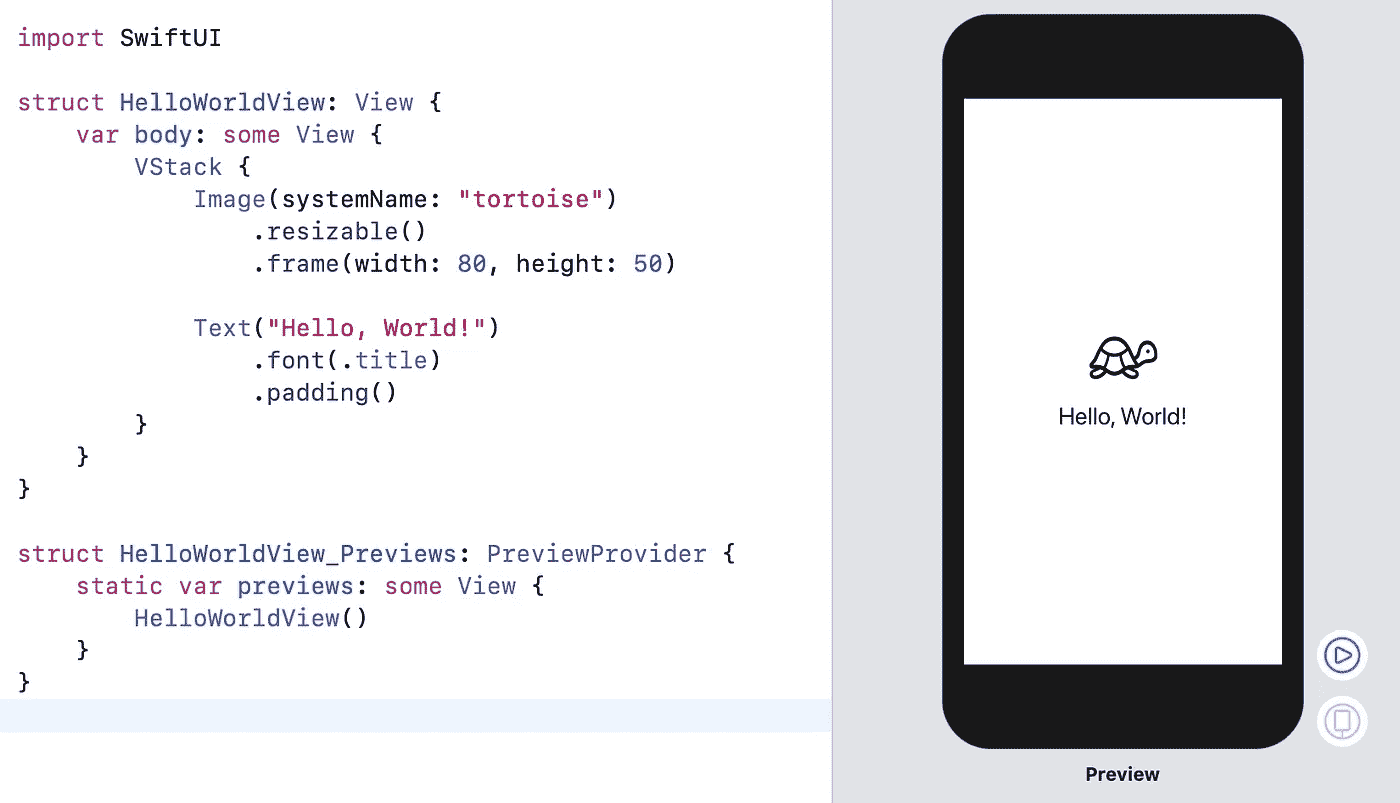 import SwiftUI
struct HelloWorldView: View {
    var body: some View {
        VStack {
            Image(systemName: "tortoise")
                .resizable()
                .frame(width: 80, height: 50)
            Text("Hello, World!")
                .font(.title)
                .padding()
        }
    }
}
struct HelloWorldView_Previews: PreviewProvider {
    static var previews: some View {
        HelloWorldView()
    }
}
Hello, World!
Preview